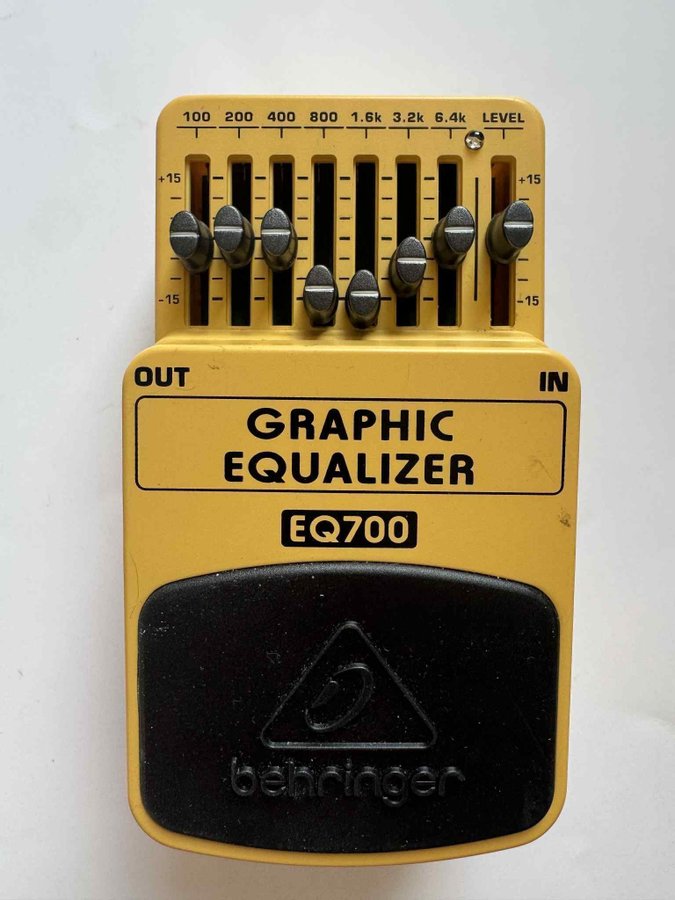 100 200 400 800 1.6k 3.2k 6.4k LEVEL
+15 +15
-15 -15
OUT IN
GRAPHIC
EQUALIZER
EQ700
behringer